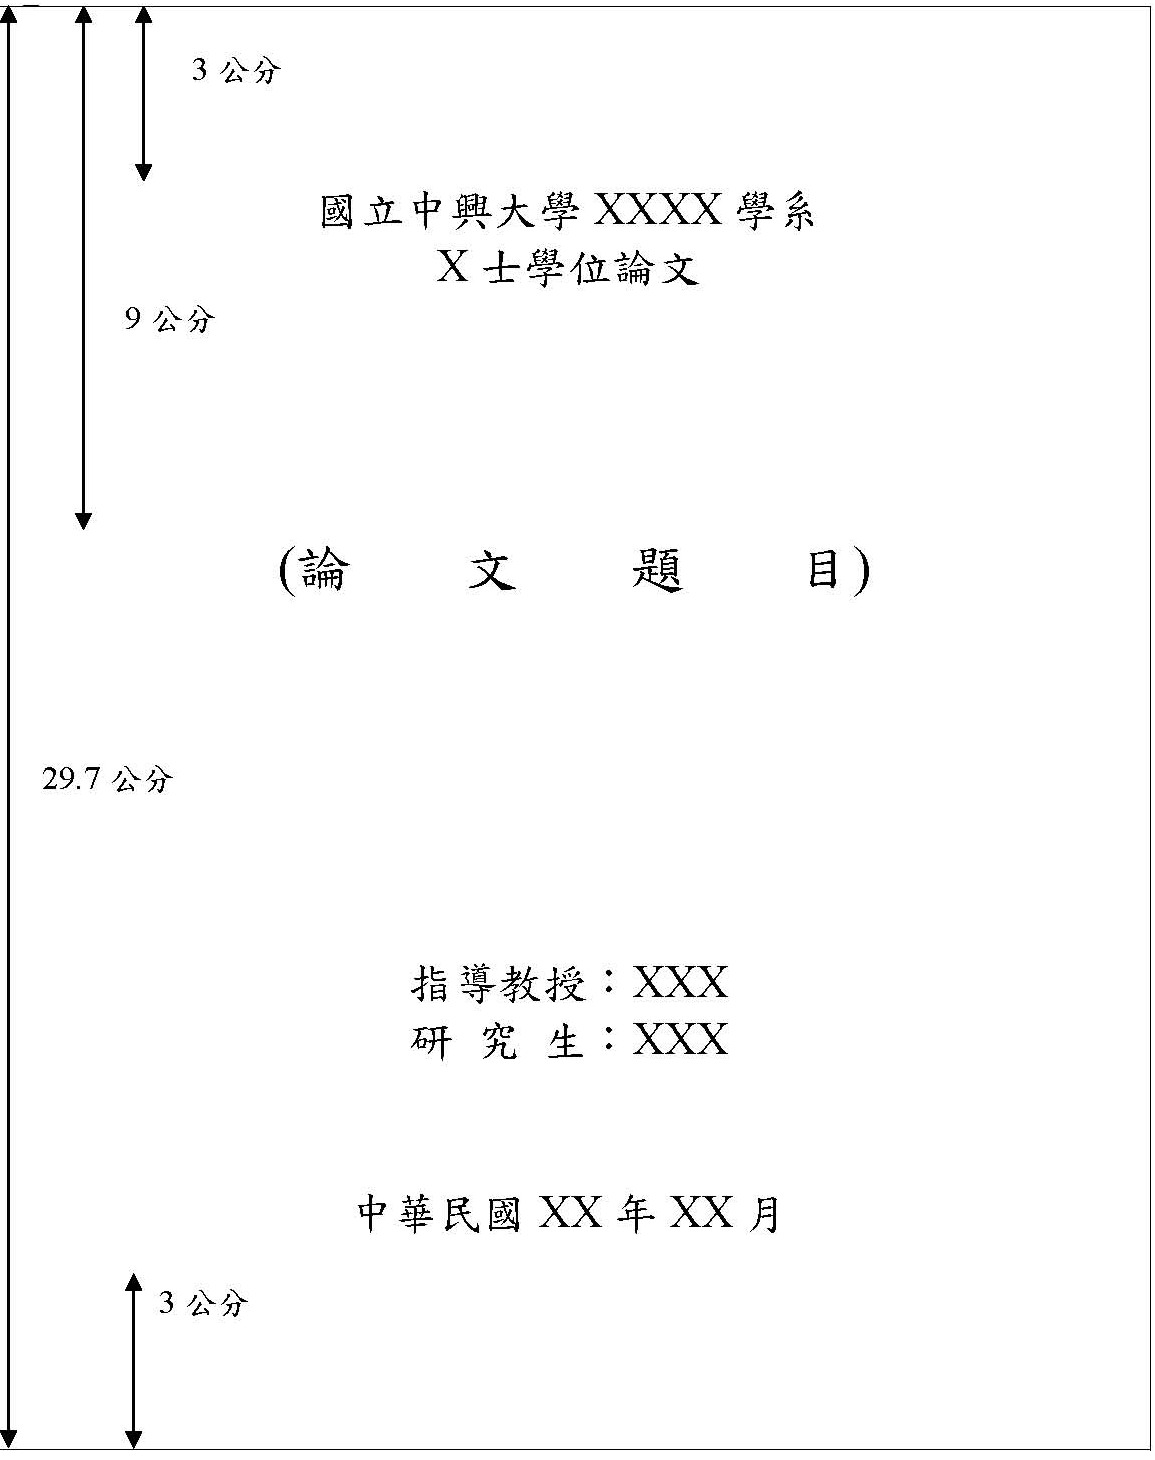 3 公分
國立中興大學 XXXX 學系
X 士學位論文
9 公分
(論 文 題 目)
29.7 公分
指導教授：XXX
研 究 生：XXX
中華民國 XX 年 XX 月
3 公分